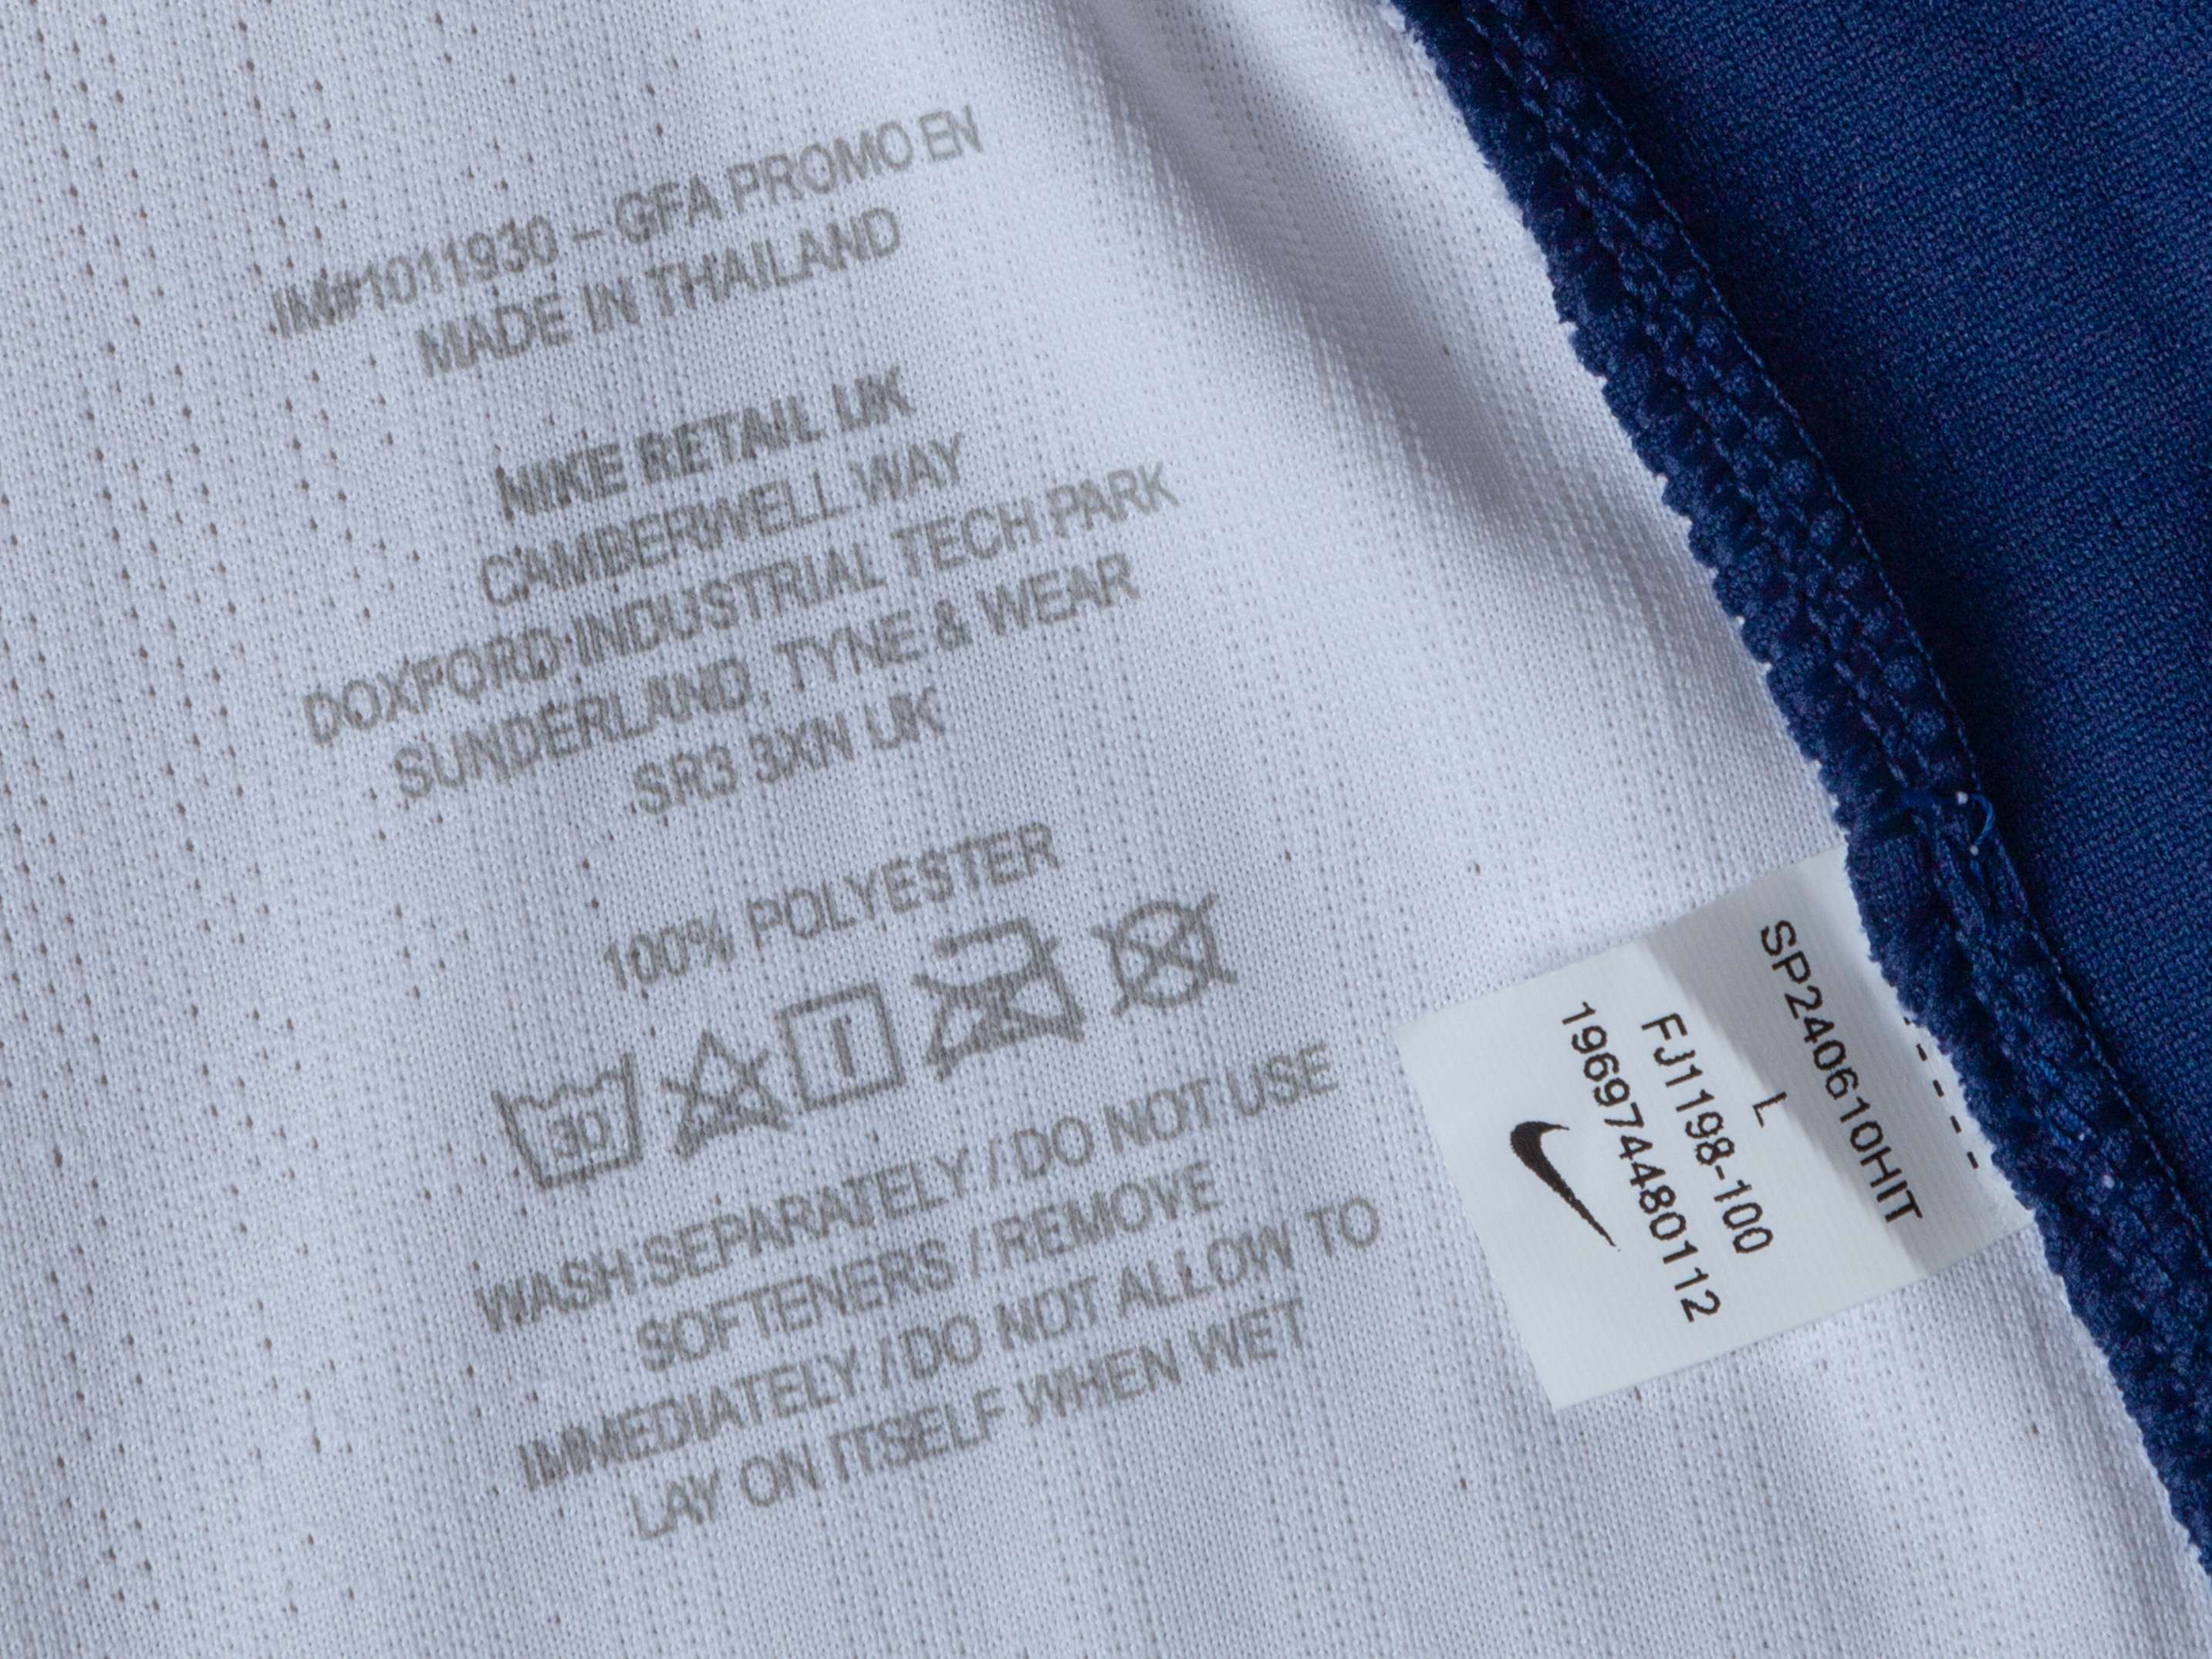 IM#1011930 – GFA PROMO EN
MADE IN THAILAND
NIKE RETAIL UK
CAMBERWELL WAY
DOXFORD INDUSTRIAL TECH PARK
SUNDERLAND, TYNE & WEAR
SR3 3XN UK
100% POLYESTER
30
WASH SEPARATELY / DO NOT USE
SOFTENERS / REMOVE
IMMEDIATELY / DO NOT ALLOW TO
LAY ON ITSELF WHEN WET
SP240610HIT
L
FJ1198-100
196974480112